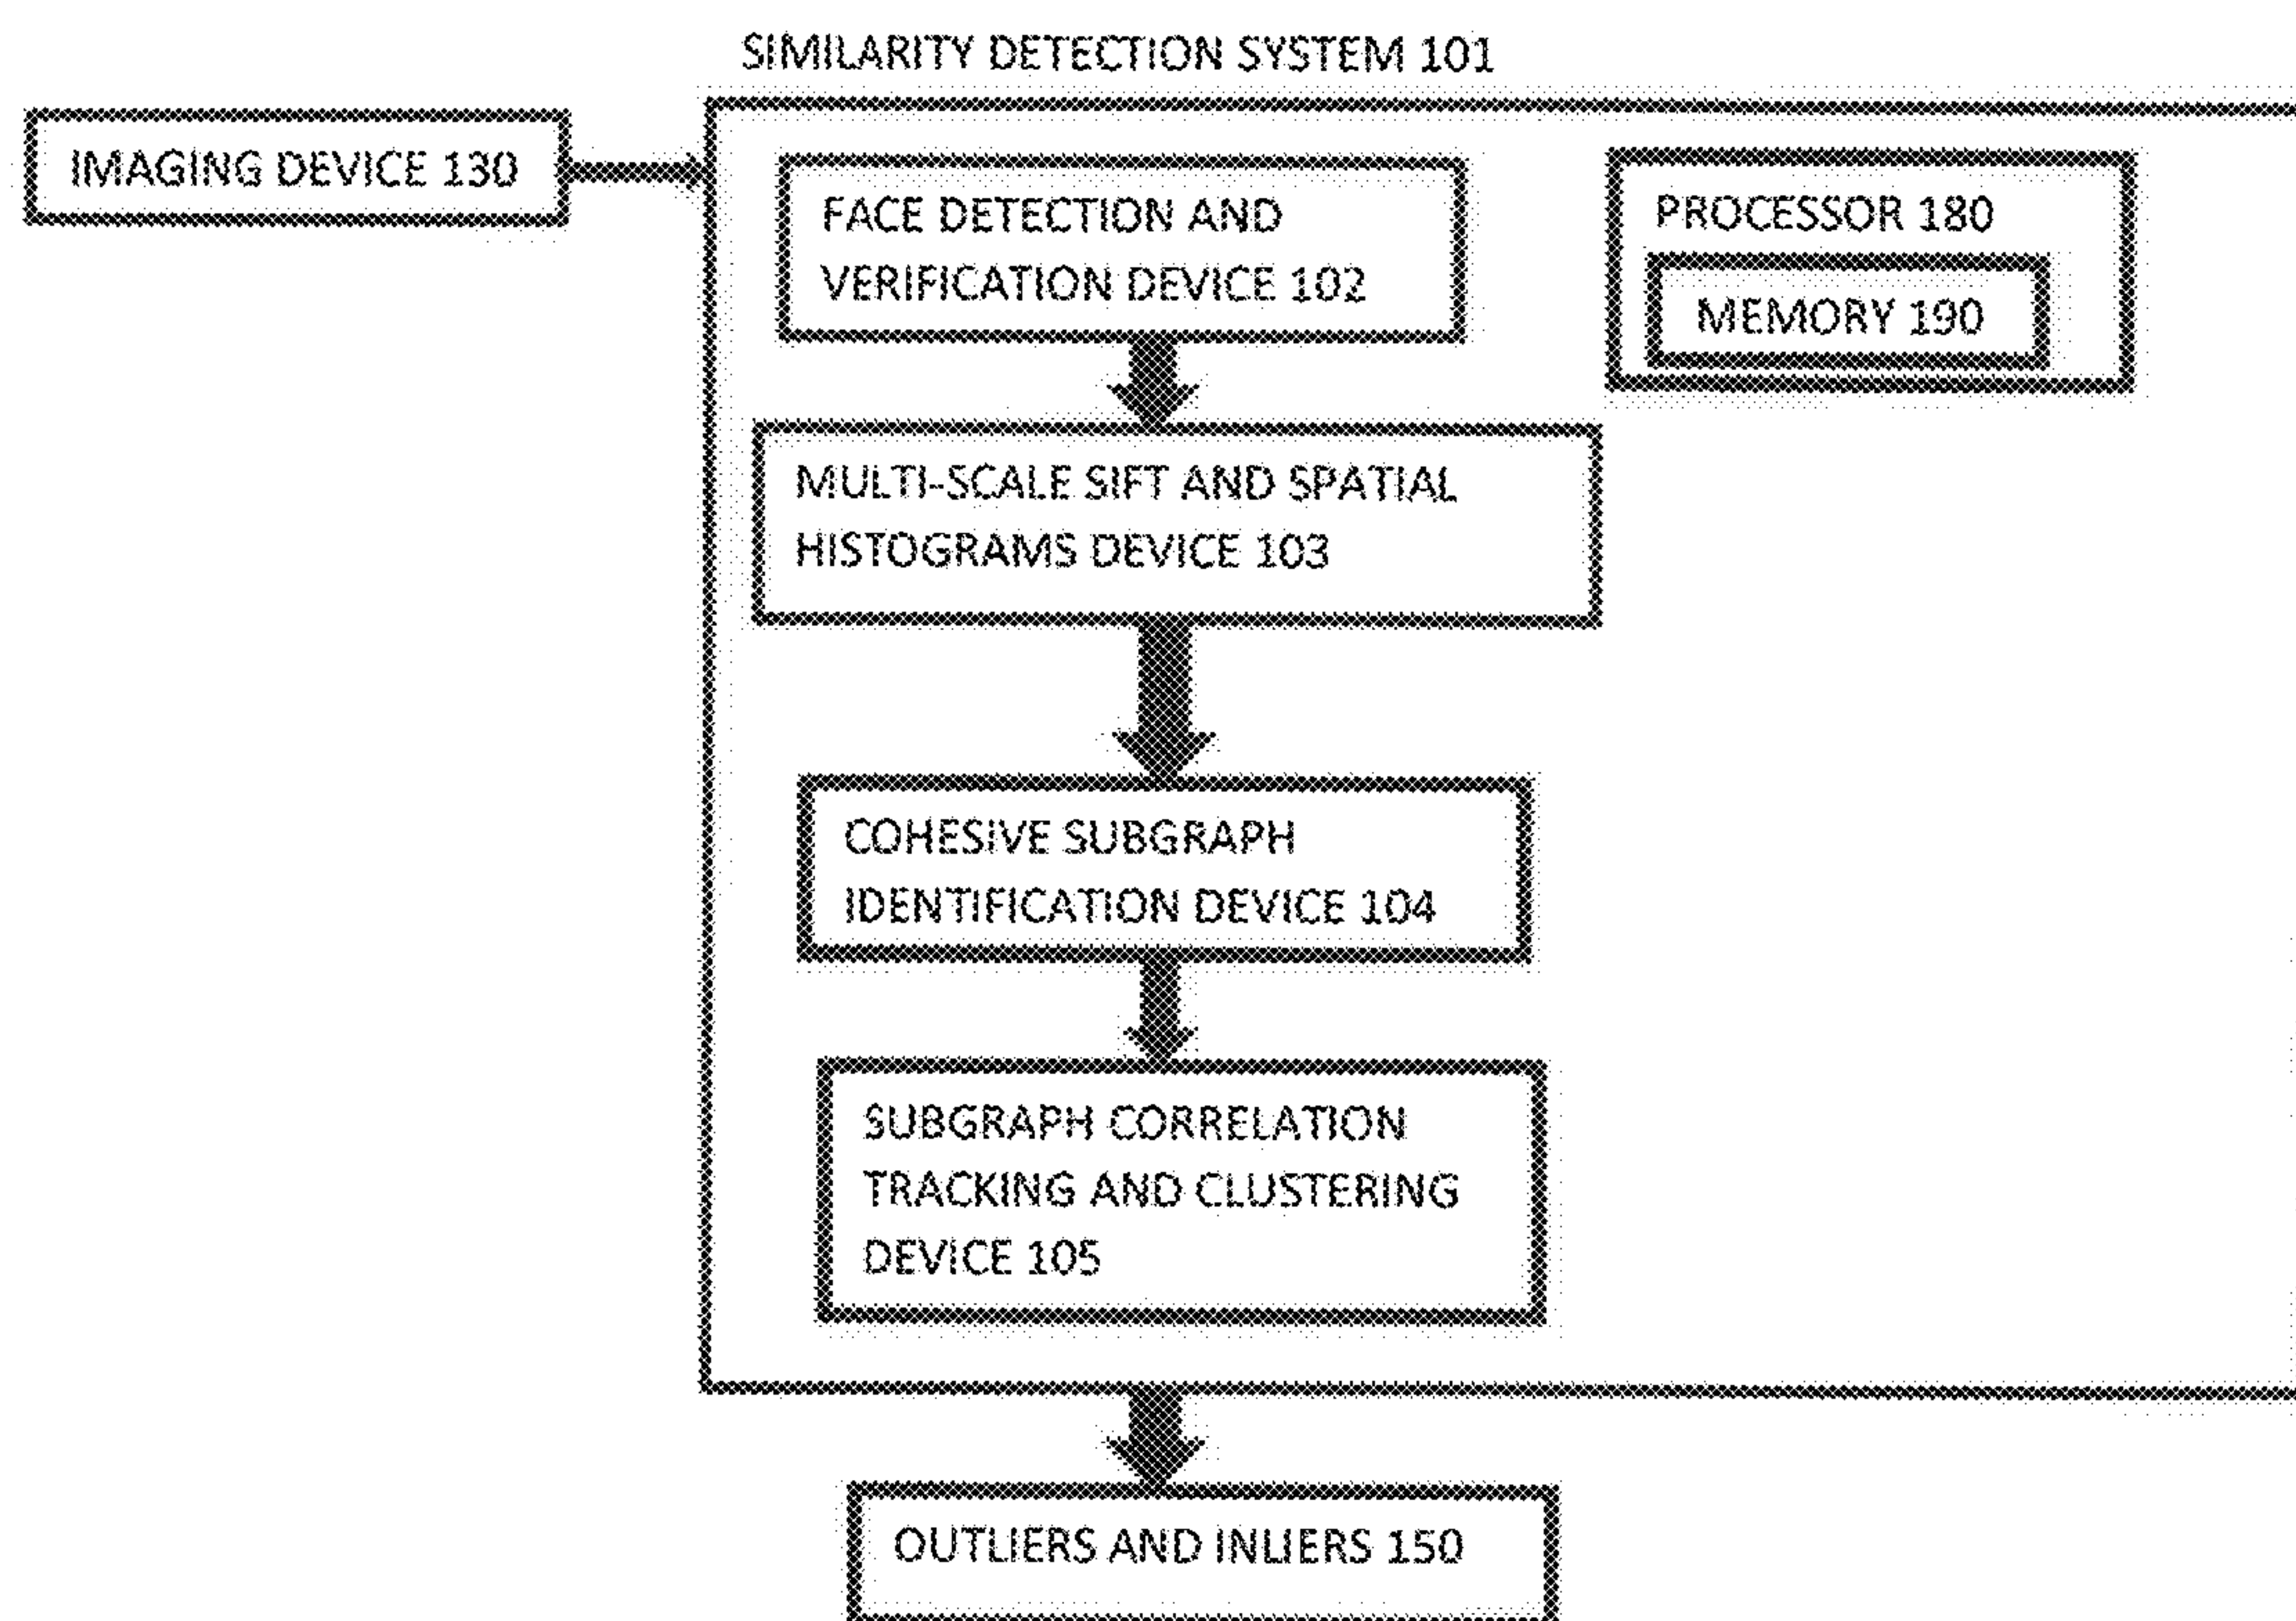 SIMILARITY DETECTION SYSTEM 101
IMAGING DEVICE 130
FACE DETECTION AND
VERIFICATION DEVICE 102
PROCESSOR 180
MEMORY 190
MULTI-SCALE SIFT AND SPATIAL
HISTOGRAMS DEVICE 103
COHESIVE SUBGRAPH
IDENTIFICATION DEVICE 104
SUBGRAPH CORRELATION
TRACKING AND CLUSTERING
DEVICE 105
OUTLIERS AND INLIERS 150